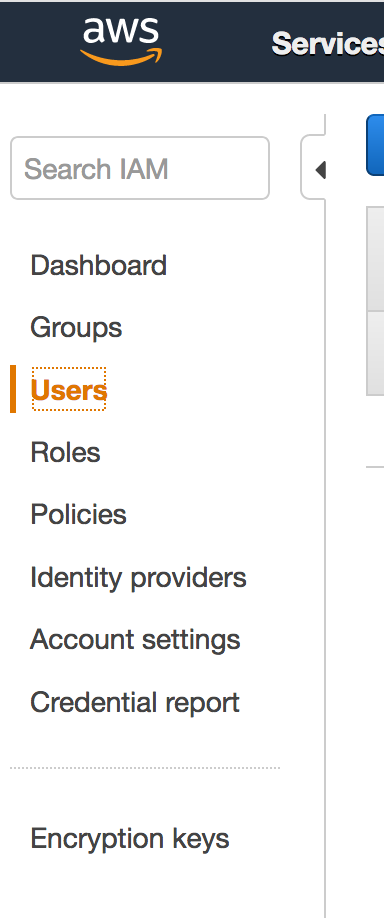 aws
Services
Search IAM
Dashboard
Groups
Users
Roles
Policies
Identity providers
Account settings
Credential report
Encryption keys